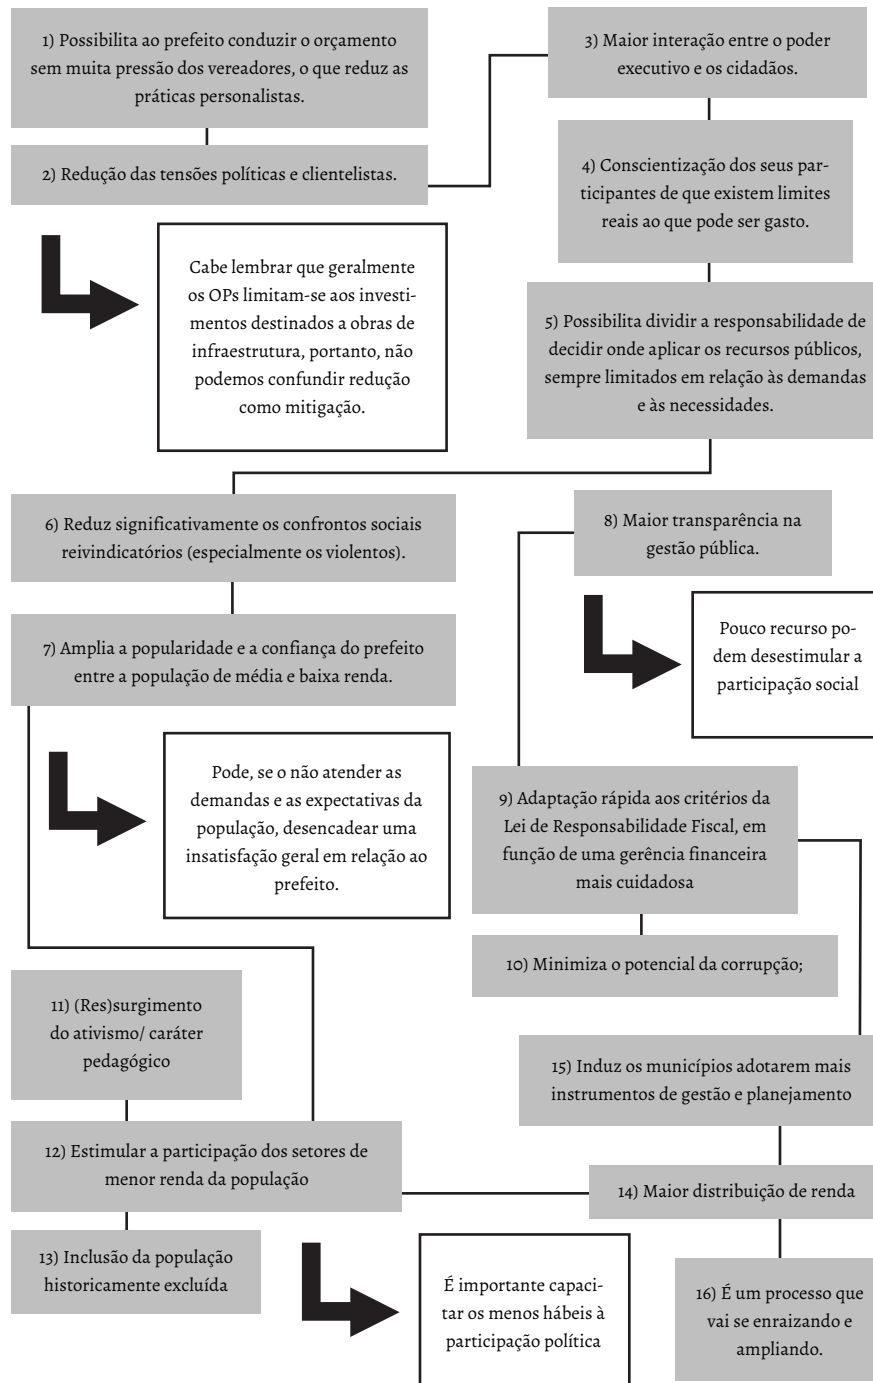 1) Possibilita ao prefeito conduzir o orçamento
sem muita pressão dos vereadores, o que reduz as
práticas personalistas.
2) Redução das tensões políticas e clientelistas.
Cabe lembrar que geralmente
os OPs limitam-se aos investi-
mentos destinados a obras de
infraestrutura, portanto, não
podemos confundir redução
como mitigação.
3) Maior interação entre o poder
executivo e os cidadãos.
4) Conscientização dos seus par-
ticipantes de que existem limites
reais ao que pode ser gasto.
5) Possibilita dividir a responsabilidade de
decidir onde aplicar os recursos públicos,
sempre limitados em relação às demandas
e às necessidades.
6) Reduz significativamente os confrontos sociais
reivindicatórios (especialmente os violentos).
7) Amplia a popularidade e a confiança do prefeito
entre a população de média e baixa renda.
Pode, se o não atender as
demandas e as expectativas da
população, desencadear uma
insatisfação geral em relação ao
prefeito.
8) Maior transparência na
gestão pública.
Pouco recurso po-
dem desestimular a
participação social
9) Adaptação rápida aos critérios da
Lei de Responsabilidade Fiscal, em
função de uma gerência financeira
mais cuidadosa
10) Minimiza o potencial da corrupção;
11) (Res)surgimento
do ativismo/ caráter
pedagógico
12) Estimular a participação dos setores de
menor renda da população
13) Inclusão da população
historicamente excluída
É importante capaci-
tar os menos hábeis à
participação política
15) Induz os municípios adotarem mais
instrumentos de gestão e planejamento
14) Maior distribuição de renda
16) É um processo que
vai se enraizando e
ampliando.